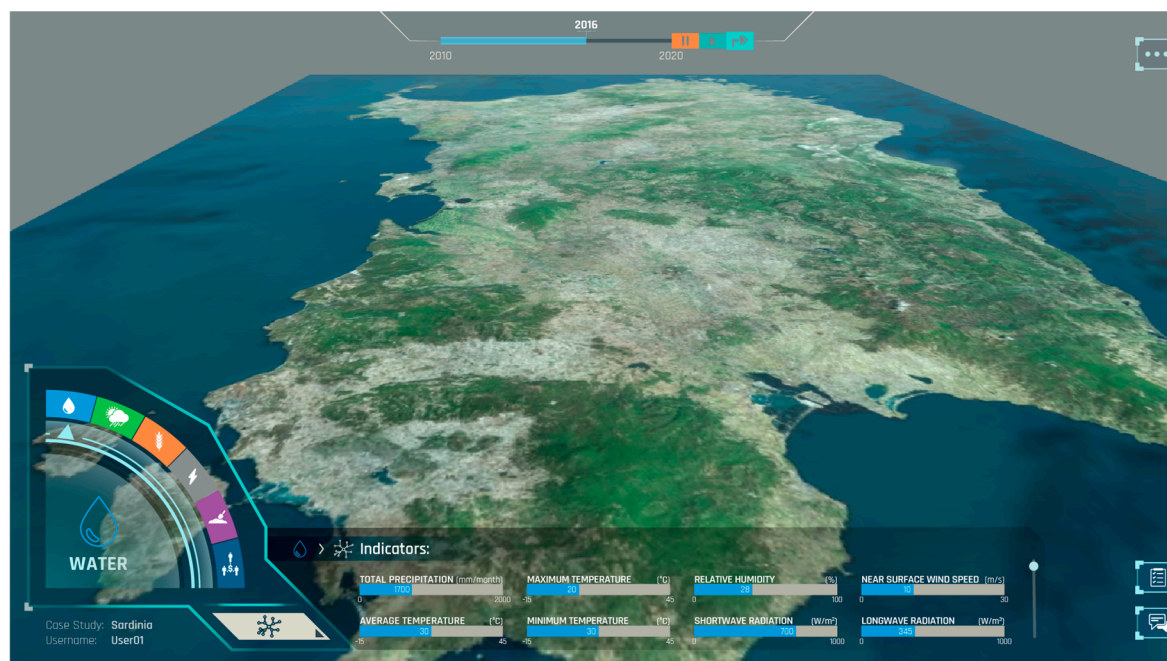 2016
2010 2020
WATER
Indicators:
TOTAL PRECIPITATION (mm/month) MAXIMUM TEMPERATURE (°C) RELATIVE HUMIDITY (%) NEAR SURFACE WIND SPEED (m/s)
1700 20 28 10
0 2000 -15 45 0 100 0 30
AVERAGE TEMPERATURE (°C) MINIMUM TEMPERATURE (°C) SHORTWAVE RADIATION (W/m²) LONGWAVE RADIATION (W/m²)
30 30 700 345
-15 45 -15 45 0 1000 0 1000
Case Study: Sardinia
Username: User01